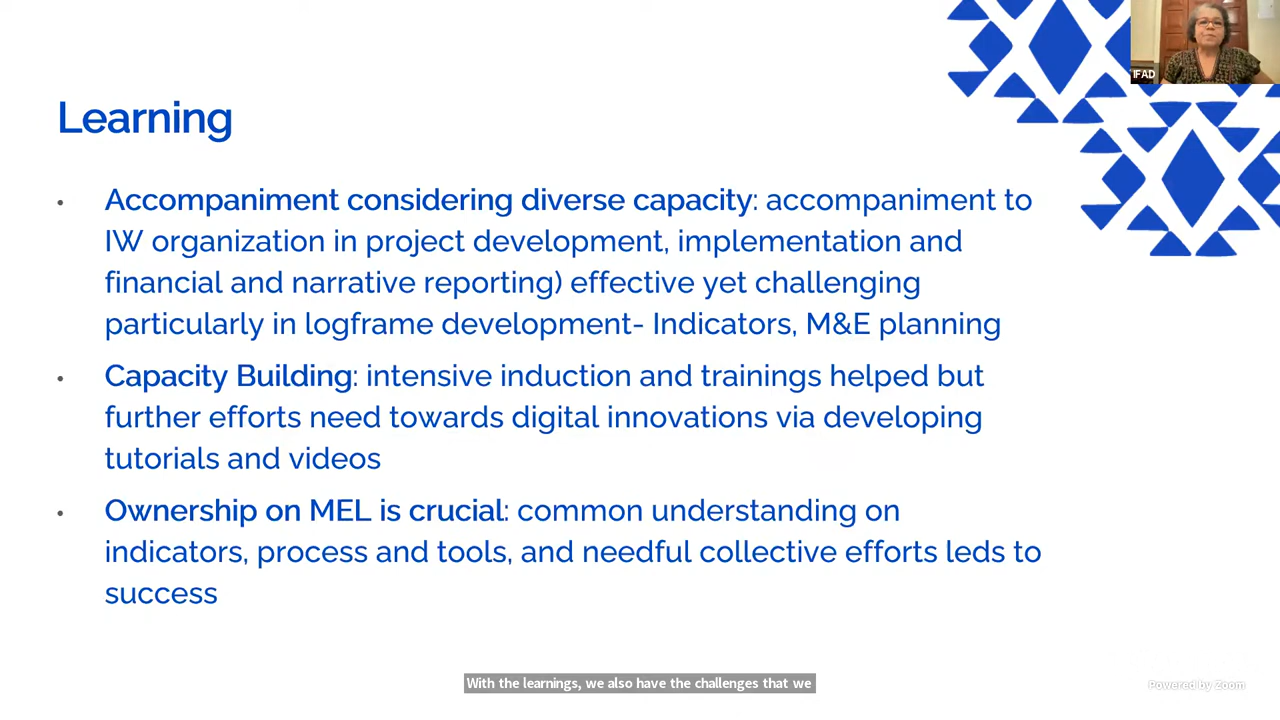 IFAD
Learning
• Accompaniment considering diverse capacity: accompaniment to
IW organization in project development, implementation and
financial and narrative reporting) effective yet challenging
particularly in logframe development- Indicators, M&E planning
• Capacity Building: intensive induction and trainings helped but
further efforts need towards digital innovations via developing
tutorials and videos
• Ownership on MEL is crucial: common understanding on
indicators, process and tools, and needful collective efforts leds to
success
With the learnings, we also have the challenges that we
Powered by Zoom